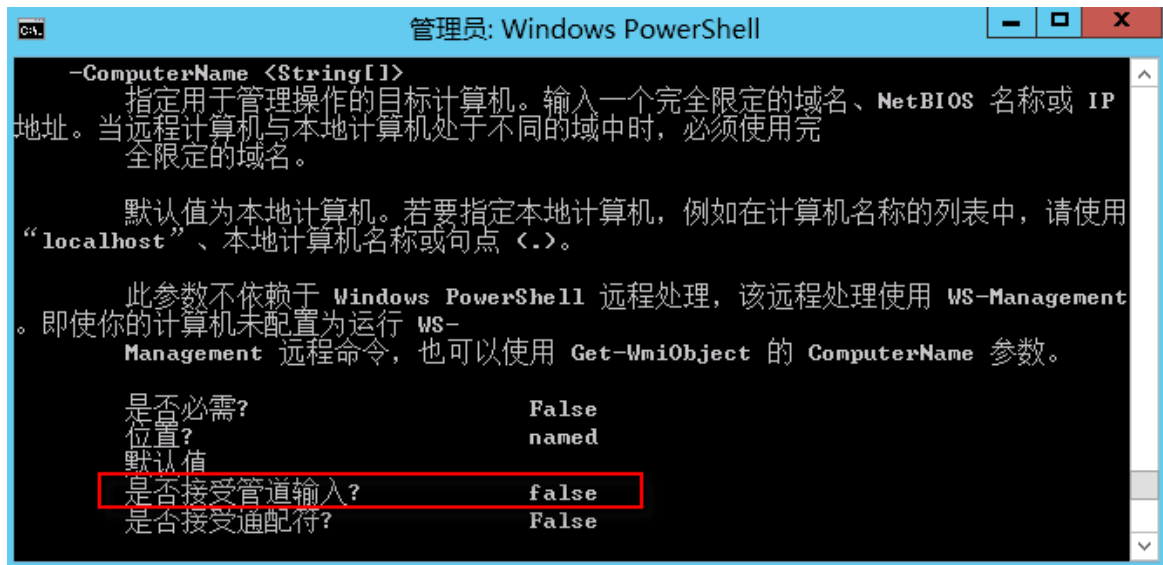 管理员: Windows PowerShell
-ComputerName <String[]>
指定用于管理操作的目标计算机。输入一个完全限定的域名、NetBIOS 名称或 IP
地址。当远程计算机与本地计算机处于不同的域中时，必须使用完
全限定的域名。
默认值为本地计算机。若要指定本地计算机，例如在计算机名称的列表中，请使用
“localhost”、本地计算机名称或句点 (.)。
此参数不依赖于 Windows PowerShell 远程处理，该远程处理使用 WS-Management
。即使你的计算机未配置为运行 WS-
Management 远程命令，也可以使用 Get-WmiObject 的 ComputerName 参数。
是否必需? False
位置? named
默认值
是否接受管道输入? false
是否接受通配符? False